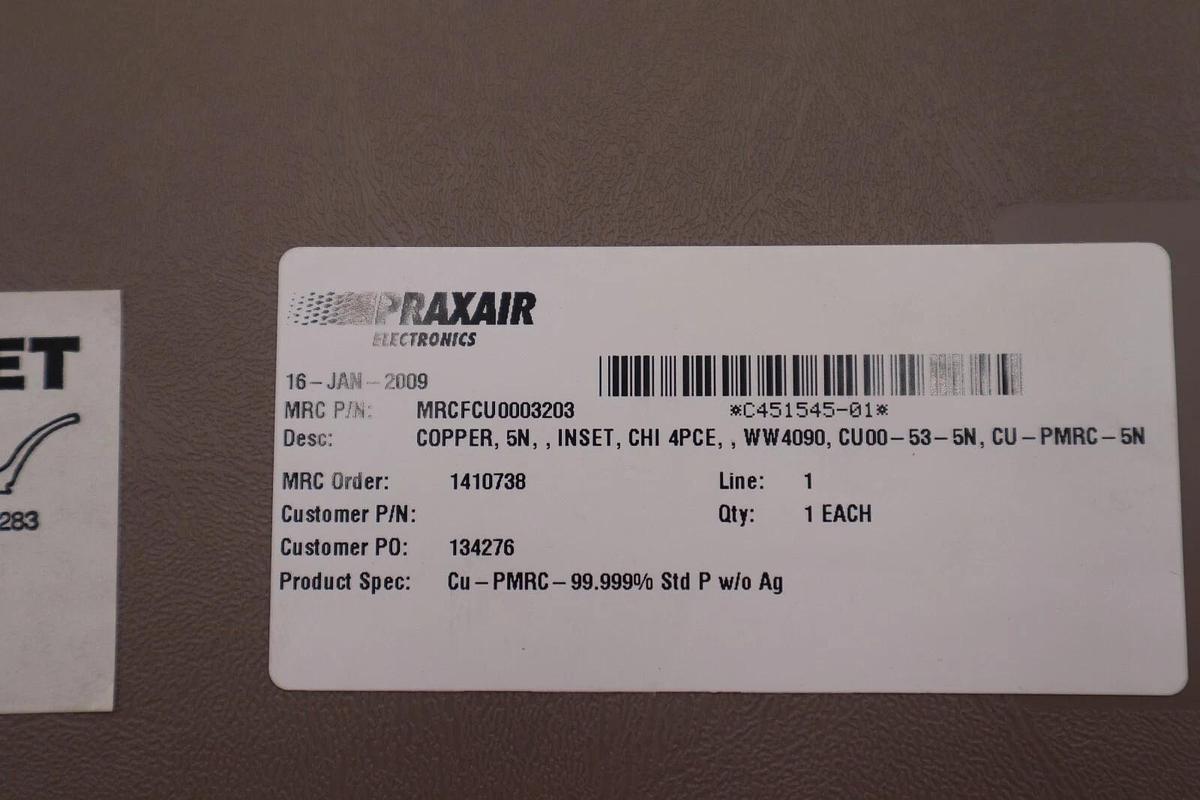 ET
283
PRAXAIR
ELECTRONICS
16-JAN-2009
MRC P/N: MRCFCU0003203 *C451545-01*
Desc: COPPER, 5N, , INSET, CHI 4PCE, , WW4090, CU00-53-5N, CU-PMRC-5N
MRC Order: 1410738 Line: 1
Customer P/N: Qty: 1 EACH
Customer PO: 134276
Product Spec: Cu-PMRC-99.999% Std P w/o Ag